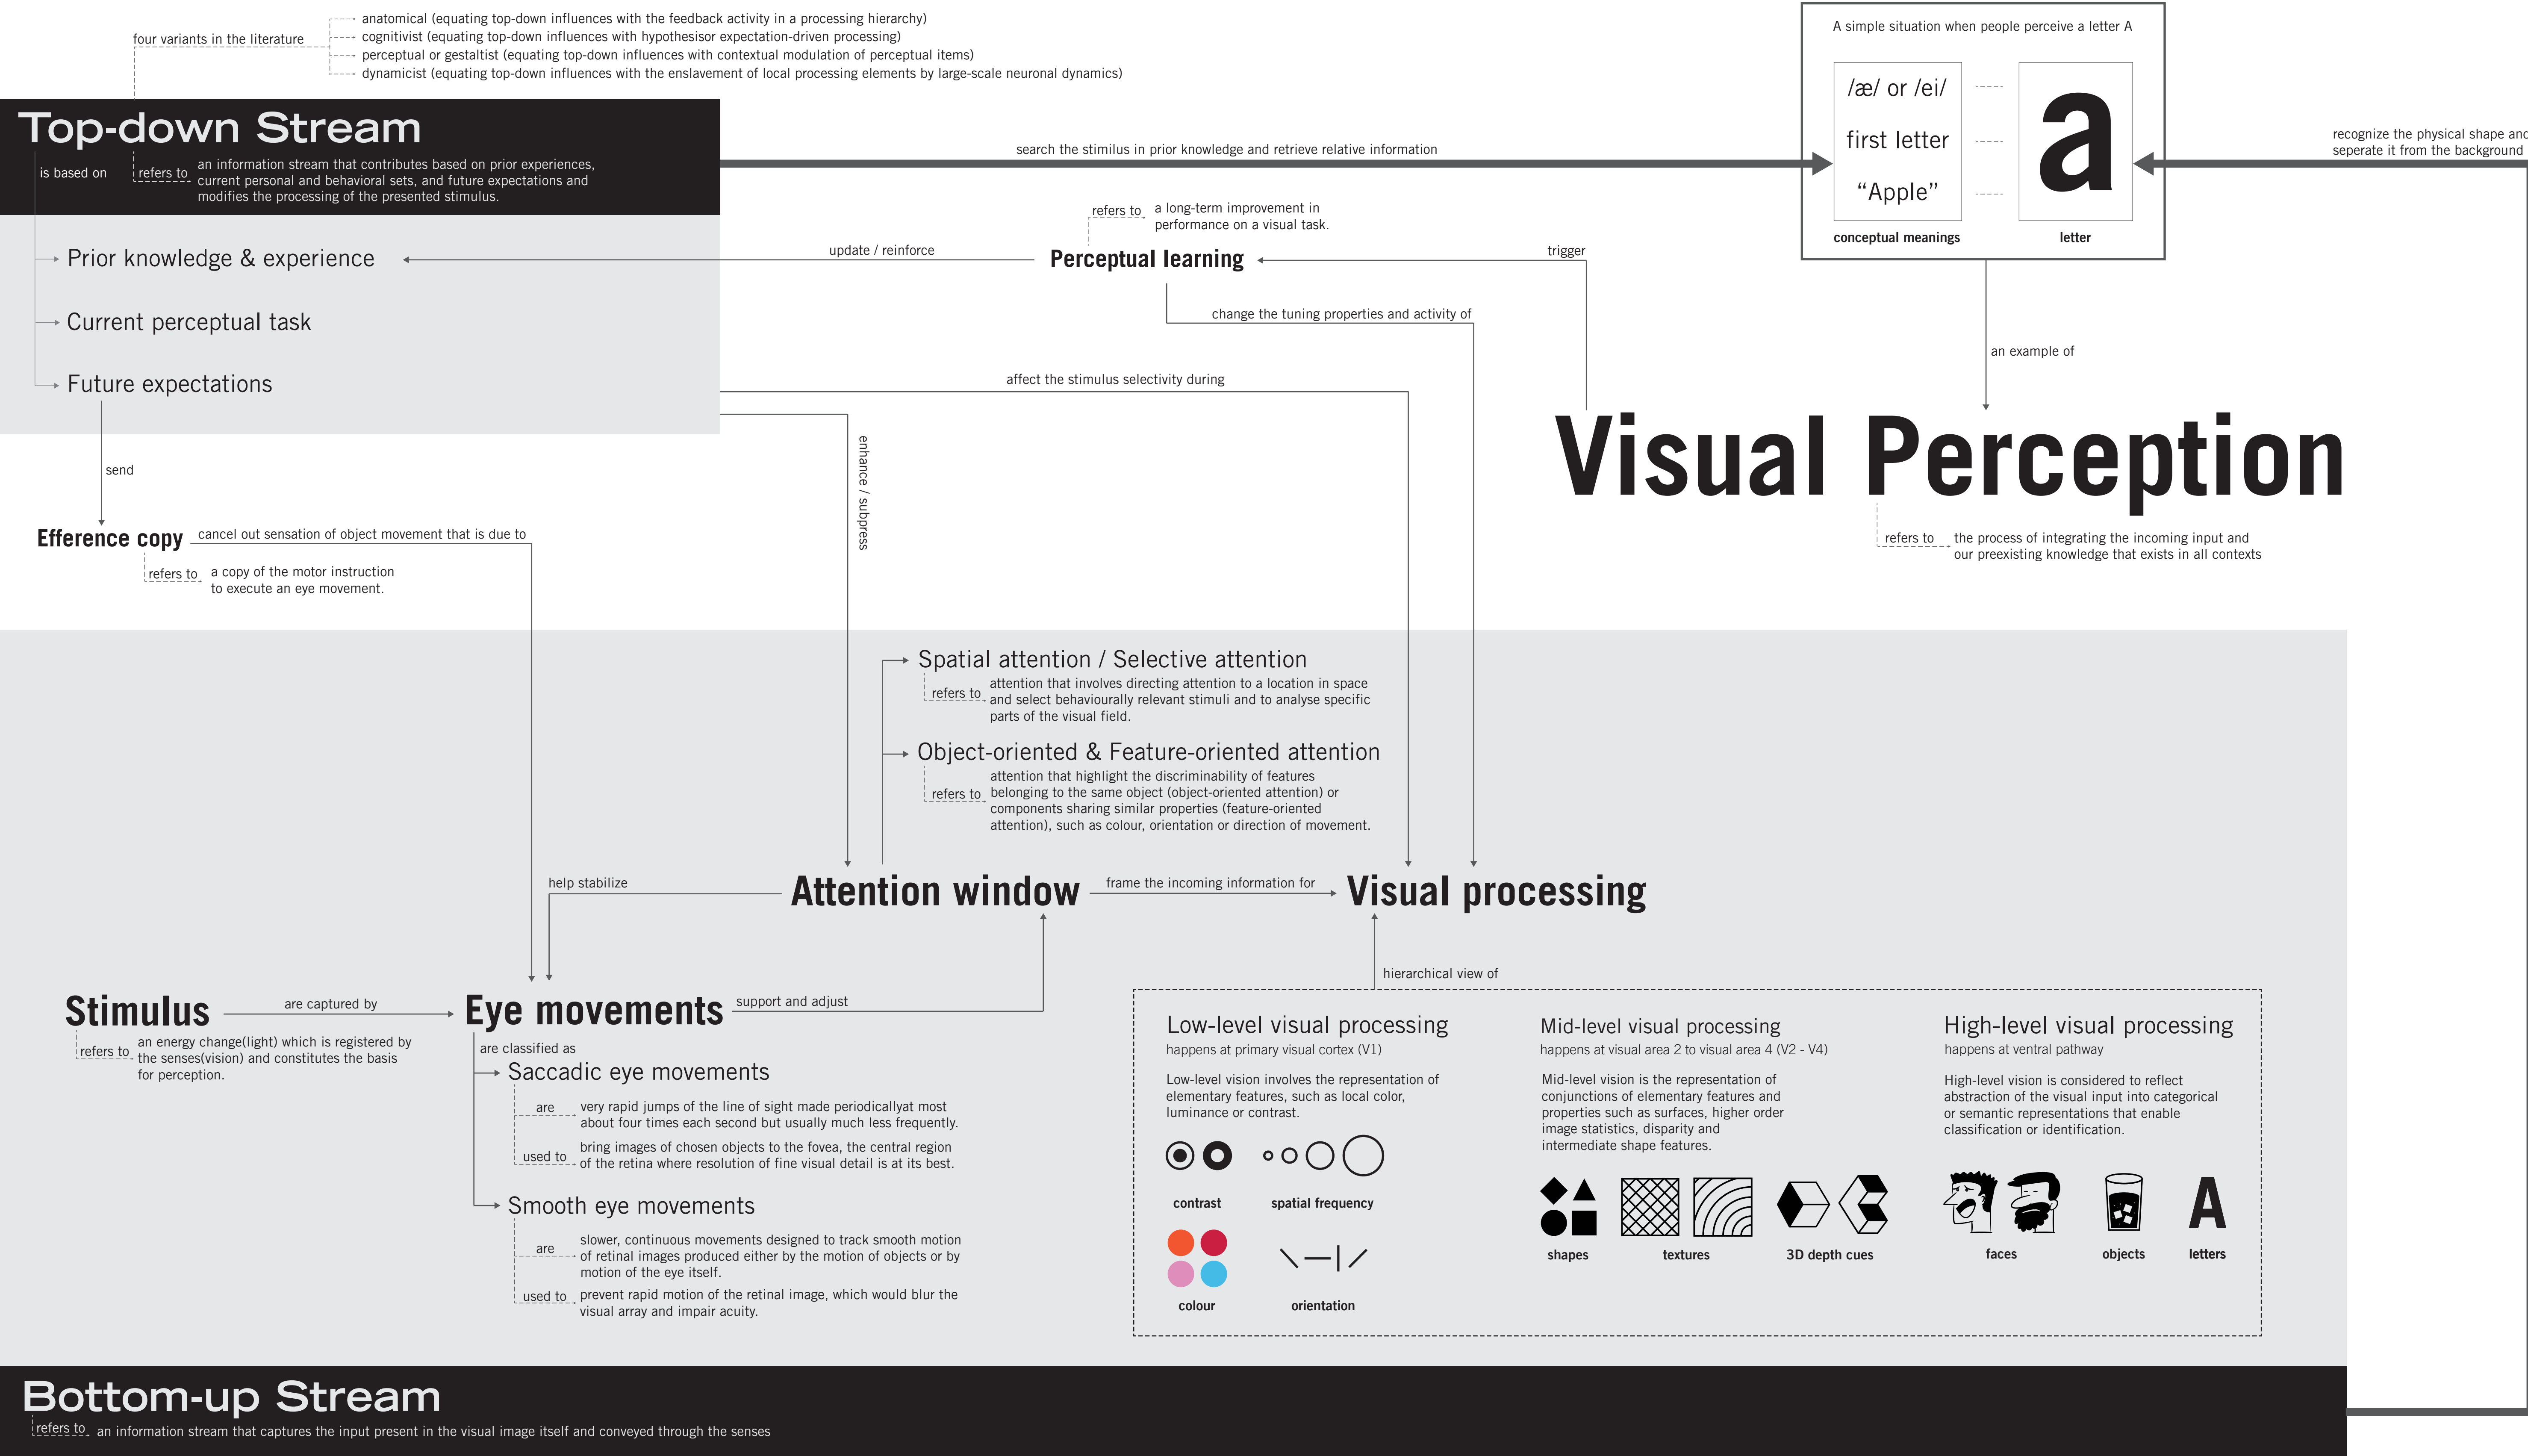 anatomical (equating top-down influences with the feedback activity in a processing hierarchy)
four variants in the literature
cognitivist (equating top-down influences with hypothesisor expectation-driven processing)
perceptual or gestaltist (equating top-down influences with contextual modulation of perceptual items)
dynamicist (equating top-down influences with the enslavement of local processing elements by large-scale neuronal dynamics)
Top-down Stream
is based on
refers to
an information stream that contributes based on prior experiences,
current personal and behavioral sets, and future expectations and
modifies the processing of the presented stimulus.
Prior knowledge & experience
Current perceptual task
Future expectations
search the stimilus in prior knowledge and retrieve relative information
A simple situation when people perceive a letter A
/æ/ or /ei/
first letter
“Apple”
conceptual meanings
a
letter
recognize the physical shape and
seperate it from the background
refers to
a long-term improvement in
performance on a visual task.
update / reinforce
Perceptual learning
trigger
change the tuning properties and activity of
an example of
affect the stimulus selectivity during
enhance / subpress
Visual Perception
refers to
the process of integrating the incoming input and
our preexisting knowledge that exists in all contexts
send
Efference copy
cancel out sensation of object movement that is due to
refers to
a copy of the motor instruction
to execute an eye movement.
Spatial attention / Selective attention
refers to
attention that involves directing attention to a location in space
and select behaviourally relevant stimuli and to analyse specific
parts of the visual field.
Object-oriented & Feature-oriented attention
refers to
attention that highlight the discriminability of features
belonging to the same object (object-oriented attention) or
components sharing similar properties (feature-oriented
attention), such as colour, orientation or direction of movement.
help stabilize
Attention window
frame the incoming information for
Visual processing
hierarchical view of
Stimulus
are captured by
refers to
an energy change(light) which is registered by
the senses(vision) and constitutes the basis
for perception.
Eye movements
support and adjust
are classified as
Saccadic eye movements
are
very rapid jumps of the line of sight made periodicallyat most
about four times each second but usually much less frequently.
used to
bring images of chosen objects to the fovea, the central region
of the retina where resolution of fine visual detail is at its best.
Smooth eye movements
are
slower, continuous movements designed to track smooth motion
of retinal images produced either by the motion of objects or by
motion of the eye itself.
used to
prevent rapid motion of the retinal image, which would blur the
visual array and impair acuity.
Low-level visual processing
happens at primary visual cortex (V1)
Low-level vision involves the representation of
elementary features, such as local color,
luminance or contrast.
contrast
spatial frequency
colour
orientation
Mid-level visual processing
happens at visual area 2 to visual area 4 (V2 - V4)
Mid-level vision is the representation of
conjunctions of elementary features and
properties such as surfaces, higher order
image statistics, disparity and
intermediate shape features.
shapes
textures
3D depth cues
High-level visual processing
happens at ventral pathway
High-level vision is considered to reflect
abstraction of the visual input into categorical
or semantic representations that enable
classification or identification.
A
faces
objects
letters
Bottom-up Stream
refers to
an information stream that captures the input present in the visual image itself and conveyed through the senses